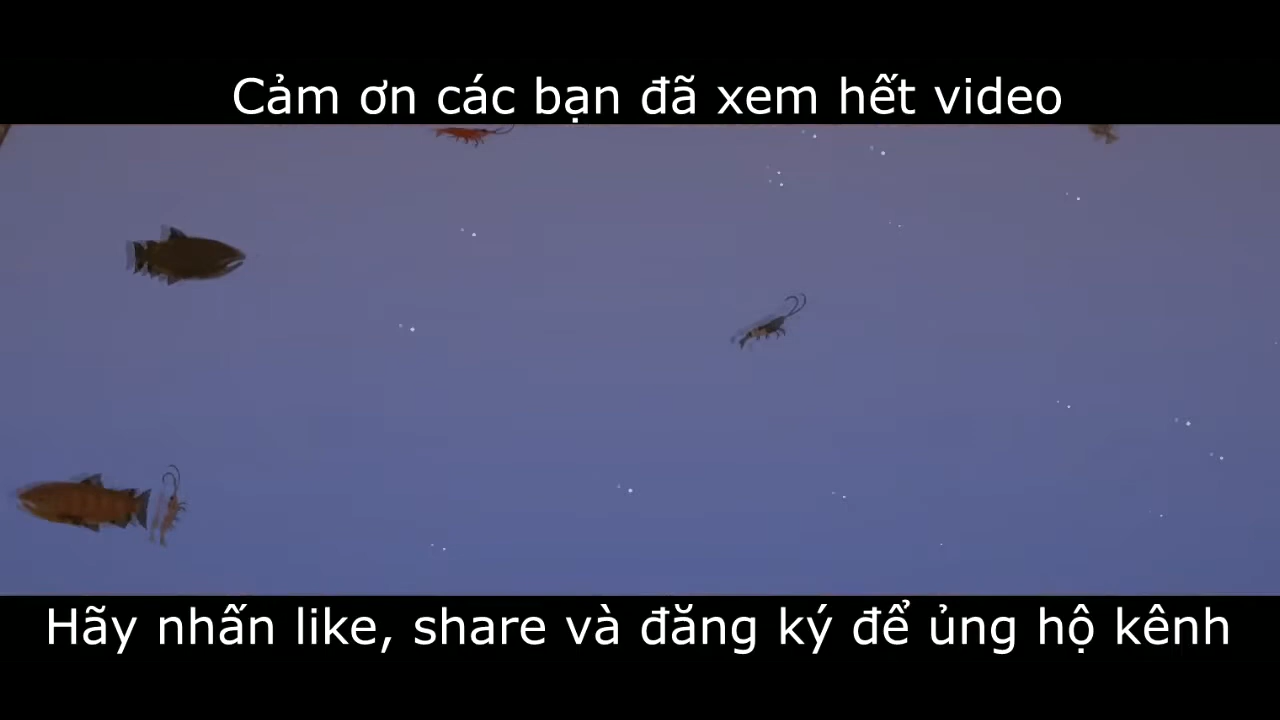 Cảm ơn các bạn đã xem hết video
Hãy nhấn like, share và đăng ký để ủng hộ kênh